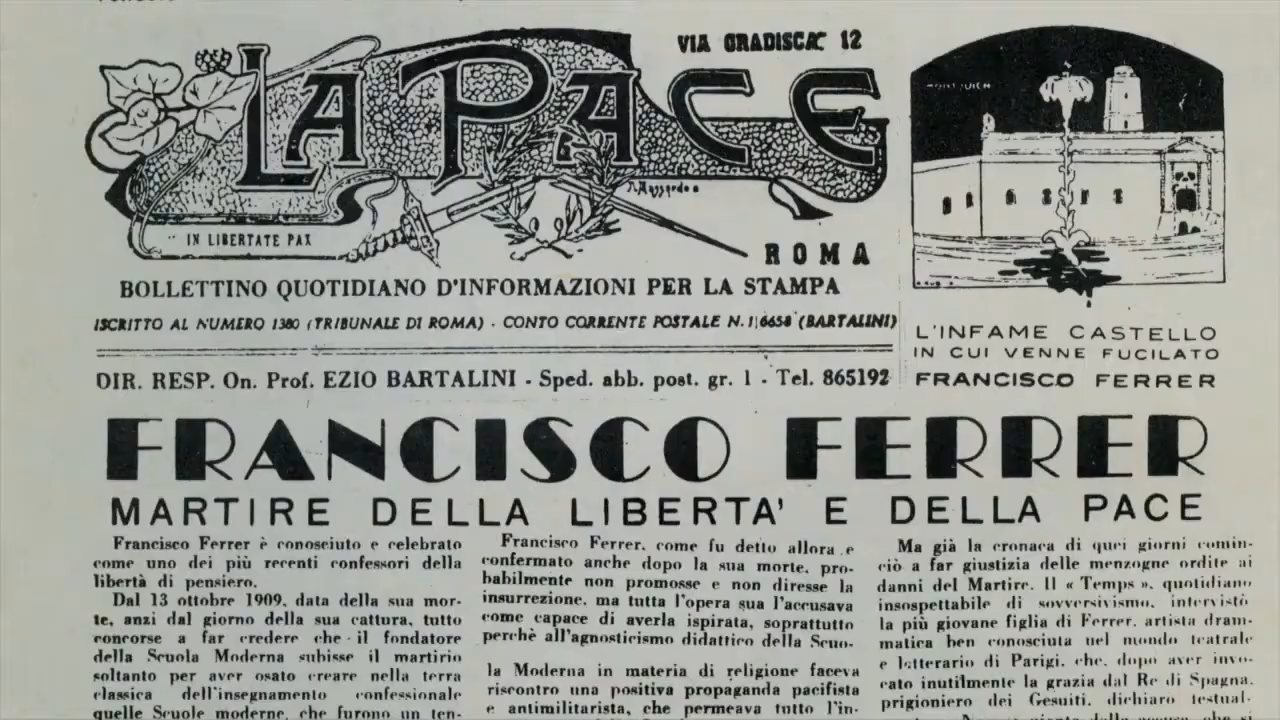 VIA GRADISCA 12
LA PACE
MONTJUICH
IN LIBERTATE PAX
ROMA
BOLLETTINO QUOTIDIANO D'INFORMAZIONI PER LA STAMPA
ISCRITTO AL NUMERO 1380 (TRIBUNALE DI ROMA) - CONTO CORRENTE POSTALE N. 1/6658 (BARTALINI)
DIR. RESP. On. Prof. EZIO BARTALINI - Sped. abb. post. gr. 1 - Tel. 865192
L'INFAME CASTELLO
IN CUI VENNE FUCILATO
FRANCISCO FERRER
FRANCISCO FERRER
MARTIRE DELLA LIBERTA' E DELLA PACE
Francisco Ferrer è conosciuto e celebrato
come uno dei più recenti confessori della
libertà di pensiero.
Dal 13 ottobre 1909, data della sua mor-
te, anzi dal giorno della sua cattura, tutto
concorse a far credere che il fondatore
della Scuola Moderna subisse il martirio
soltanto per aver osato creare nella terra
classica dell'insegnamento confessionale
quelle Scuole moderne, che furono un ten-
Francisco Ferrer, come fu detto allora e
confermato anche dopo la sua morte, pro-
babilmente non promosse e non diresse la
insurrezione, ma tutta l'opera sua l'accusava
come capace di averla ispirata, soprattutto
perchè all'agnosticismo didattico della Scuo-
la Moderna in materia di religione faceva
riscontro una positiva propaganda pacifista
e antimilitarista, che permeava tutto l'in-
Ma già la cronaca di quei giorni comin-
ciò a far giustizia delle menzogne ordite ai
danni del Martire. Il « Temps », quotidiano
insospettabile di sovversivismo, intervistò
la più giovane figlia di Ferrer, artista dram-
matica ben conosciuta nel mondo teatrale
e letterario di Parigi, che, dopo aver invo-
cato inutilmente la grazia dal Re di Spagna,
prigioniero dei Gesuiti, dichiarò testual-